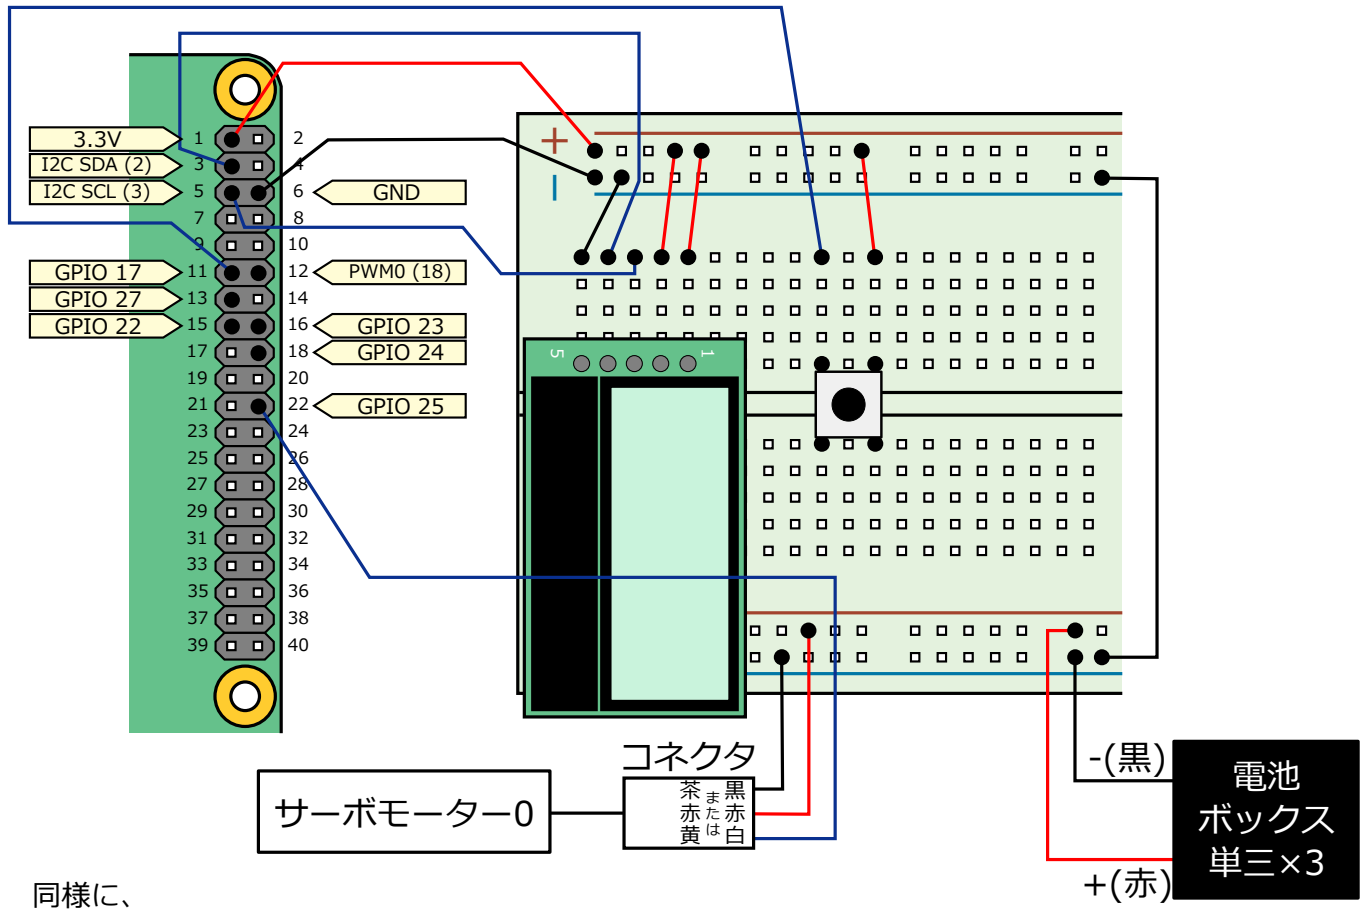 3.3V
I2C SDA (2)
I2C SCL (3)
GND
GPIO 17
PWM0 (18)
GPIO 27
GPIO 22
GPIO 23
GPIO 24
GPIO 25
1 2
3 4
5 6
7 8
9 10
11 12
13 14
15 16
17 18
19 20
21 22
23 24
25 26
27 28
29 30
31 32
33 34
35 36
37 38
39 40
+
−
5 1
コネクタ
茶 黒
赤 または 赤
黄 白
サーボモーター0
-(黒)
+(赤)
電池
ボックス
単三×3
同様に、